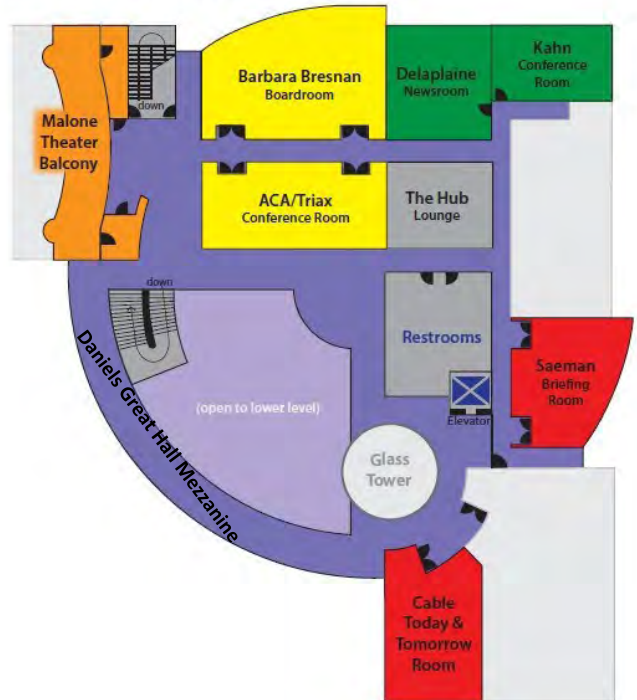 Malone
Theater
Balcony
down
Barbara Bresnan
Boardroom
Delaplaine
Newsroom
Kahn
Conference
Room
ACA/Triax
Conference Room
The Hub
Lounge
down
Restrooms
Saeman
Briefing
Room
Elevator
(open to lower level)
Daniels Great Hall Mezzanine
Glass
Tower
Cable
Today &
Tomorrow
Room